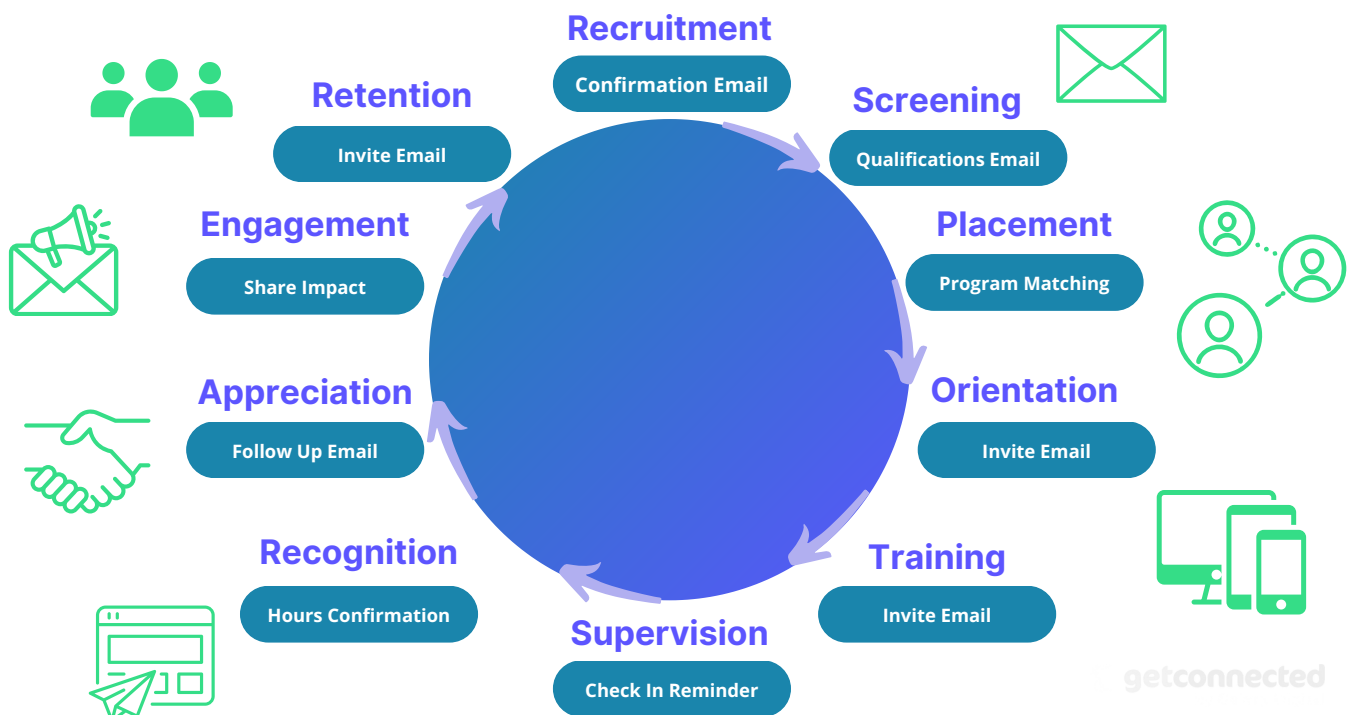 Recruitment
Confirmation Email
Screening
Qualifications Email
Placement
Program Matching
Orientation
Invite Email
Training
Invite Email
Supervision
Check In Reminder
Recognition
Hours Confirmation
Appreciation
Follow Up Email
Engagement
Share Impact
Retention
Invite Email
getconnected